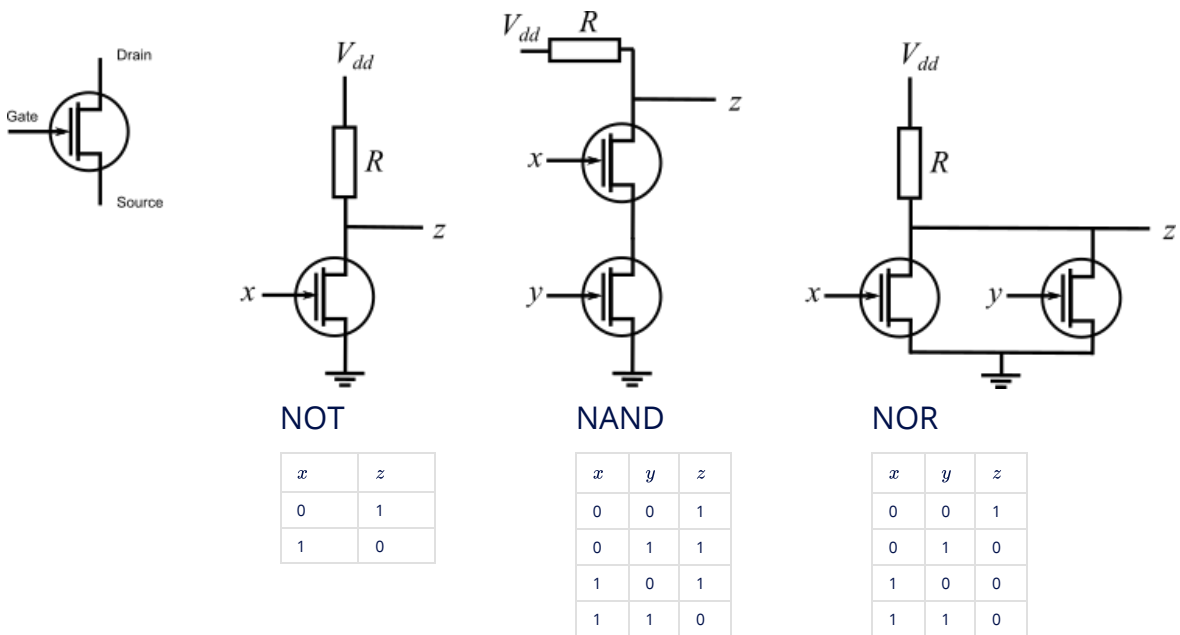 Drain
Gate
Source
V_dd
R
z
x
V_dd
R
z
x
y
V_dd
R
z
x
y
NOT
x z
0 1
1 0
NAND
x y z
0 0 1
0 1 1
1 0 1
1 1 0
NOR
x y z
0 0 1
0 1 0
1 0 0
1 1 0